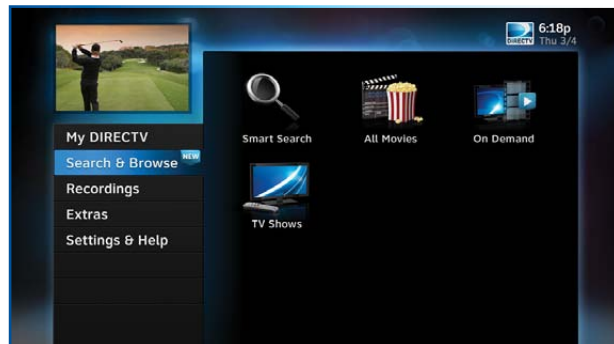 DIRECTV
6:18p
Thu 3/4
My DIRECTV
Search & Browse NEW
Recordings
Extras
Settings & Help
Smart Search
All Movies
On Demand
TV Shows